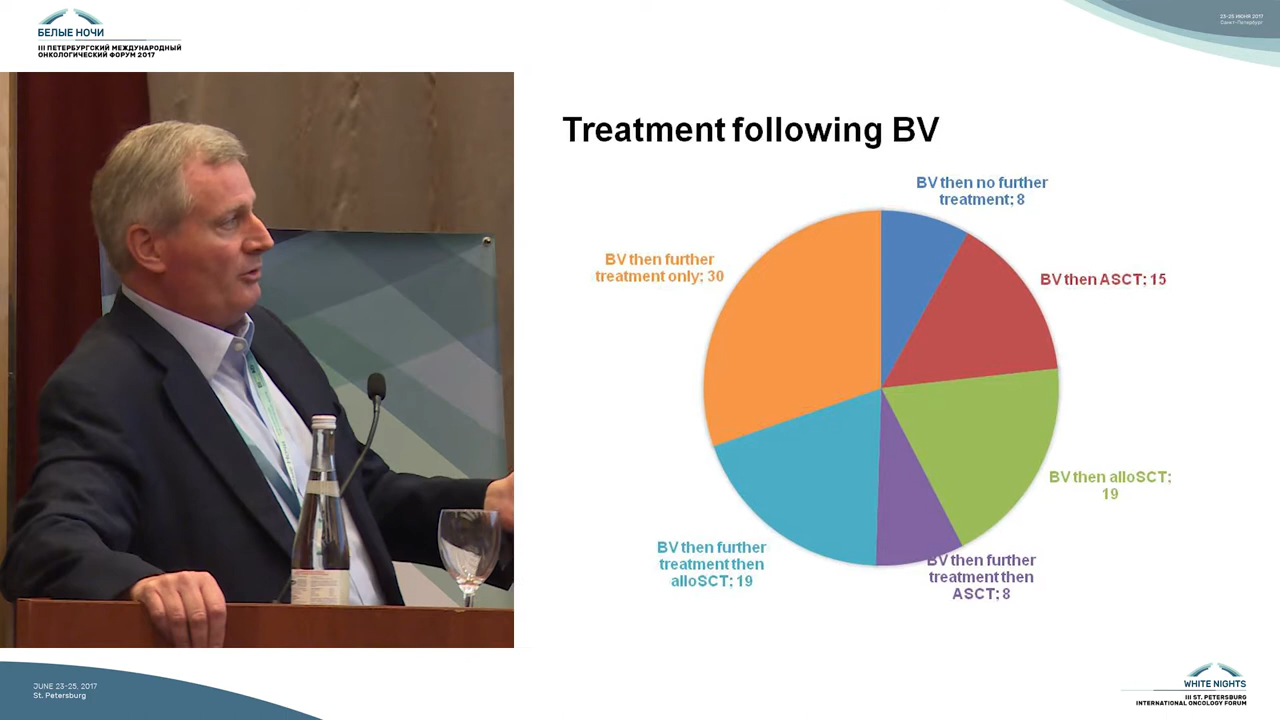 БЕЛЫЕ НОЧИ
III ПЕТЕРБУРГСКИЙ МЕЖДУНАРОДНЫЙ
ОНКОЛОГИЧЕСКИЙ ФОРУМ 2017
23-25 ИЮНЯ 2017
Санкт-Петербург
Treatment following BV
BV then no further
treatment; 8
BV then further
treatment only; 30
BV then ASCT; 15
BV then alloSCT;
19
BV then further
treatment then
alloSCT; 19
BV then further
treatment then
ASCT; 8
JUNE 23-25, 2017
St. Petersburg
WHITE NIGHTS
III ST. PETERSBURG
INTERNATIONAL ONCOLOGY FORUM